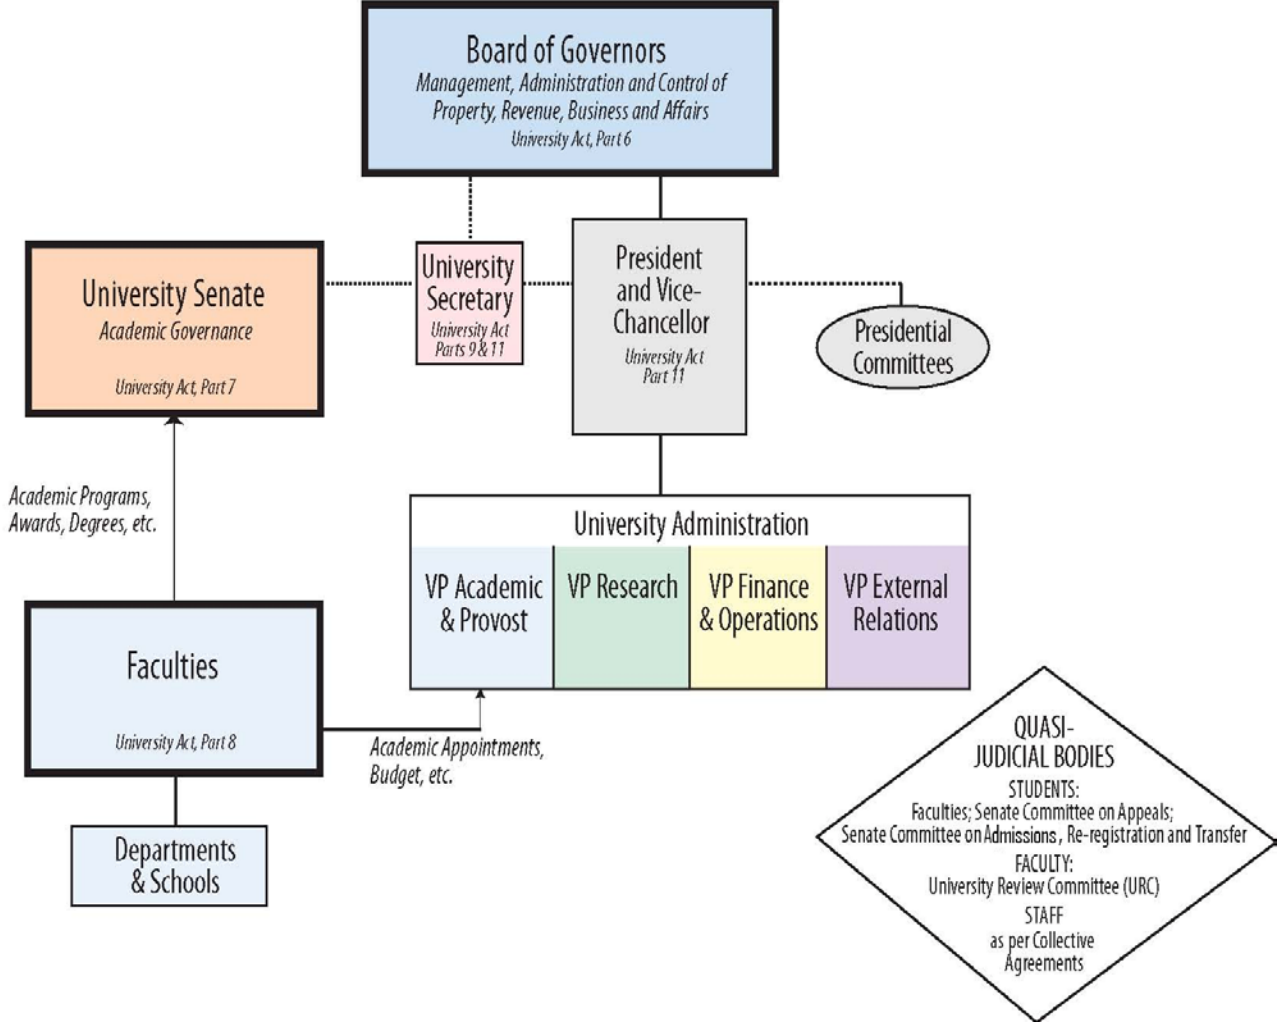 Board of Governors
Management, Administration and Control of
Property, Revenue, Business and Affairs
University Act, Part 6
University Senate
Academic Governance
University Act, Part 7
University
Secretary
University Act
Parts 9 & 11
President
and Vice-
Chancellor
University Act
Part 11
Presidential
Committees
Academic Programs,
Awards, Degrees, etc.
University Administration
VP Academic
& Provost
VP Research
VP Finance
& Operations
VP External
Relations
Faculties
University Act, Part 8
Academic Appointments,
Budget, etc.
Departments
& Schools
QUASI-
JUDICIAL BODIES
STUDENTS:
Faculties; Senate Committee on Appeals;
Senate Committee on Admissions, Re-registration and Transfer
FACULTY:
University Review Committee (URC)
STAFF
as per Collective
Agreements